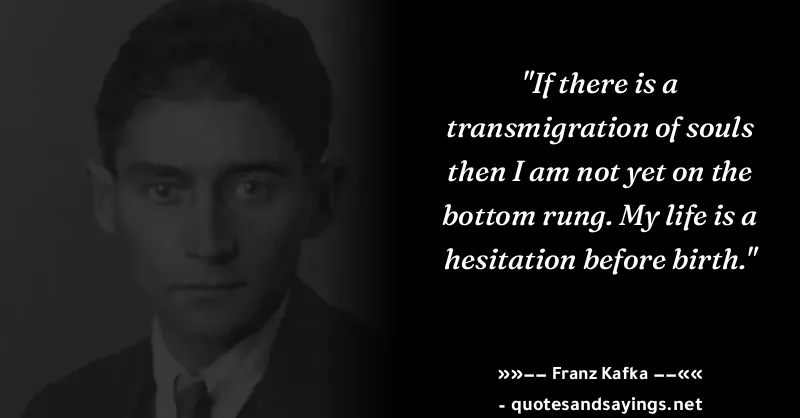 "If there is a
transmigration of souls
then I am not yet on the
bottom rung. My life is a
hesitation before birth."
»»−− Franz Kafka −−««
- quotesandsayings.net